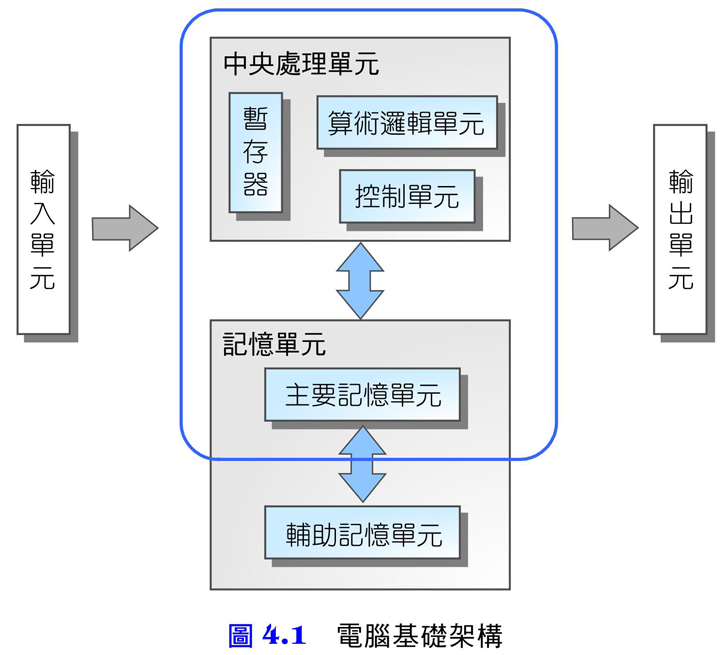 中央處理單元
暫存器
算術邏輯單元
控制單元
輸入單元
輸出單元
記憶單元
主要記憶單元
輔助記憶單元
圖 4.1 電腦基礎架構